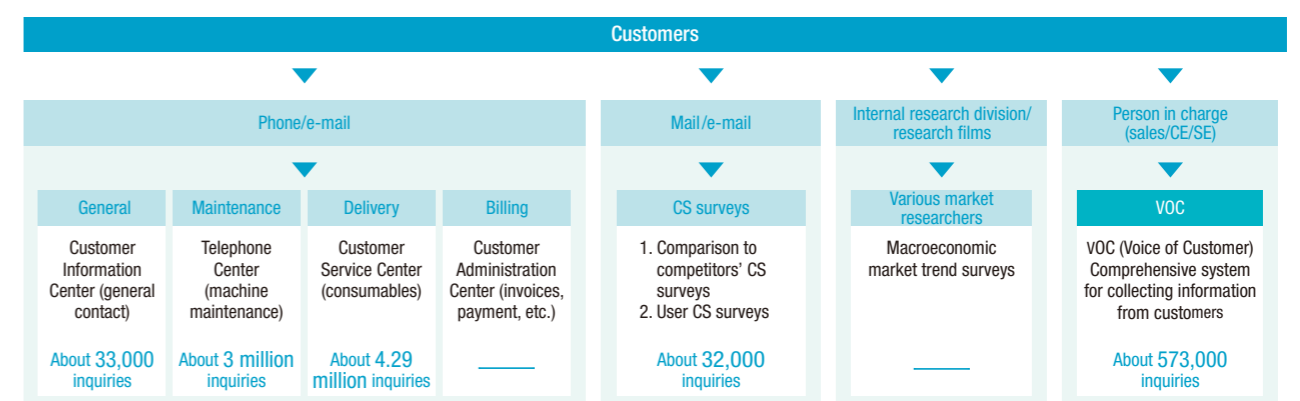 Customers
Phone/e-mail
Mail/e-mail
Internal research division/
research films
Person in charge
(sales/CE/SE)
General
Maintenance
Delivery
Billing
CS surveys
Various market
researchers
VOC
Customer
Information
Center (general
contact)
About 33,000
inquiries
Telephone
Center
(machine
maintenance)
About 3 million
inquiries
Customer
Service Center
(consumables)
About 4.29
million inquiries
Customer
Administration
Center (invoices,
payment, etc.)
1. Comparison to
competitors' CS
surveys
2. User CS surveys
About 32,000
inquiries
Macroeconomic
market trend surveys
VOC (Voice of Customer)
Comprehensive system
for collecting information
from customers
About 573,000
inquiries